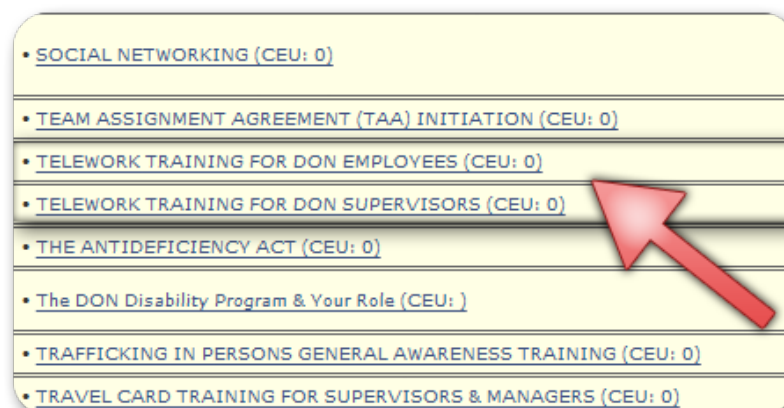 • SOCIAL NETWORKING (CEU: 0)
• TEAM ASSIGNMENT AGREEMENT (TAA) INITIATION (CEU: 0)
• TELEWORK TRAINING FOR DON EMPLOYEES (CEU: 0)
• TELEWORK TRAINING FOR DON SUPERVISORS (CEU: 0)
• THE ANTIDEFICIENCY ACT (CEU: 0)
• The DON Disability Program & Your Role (CEU: )
• TRAFFICKING IN PERSONS GENERAL AWARENESS TRAINING (CEU: 0)
• TRAVEL CARD TRAINING FOR SUPERVISORS & MANAGERS (CEU: 0)